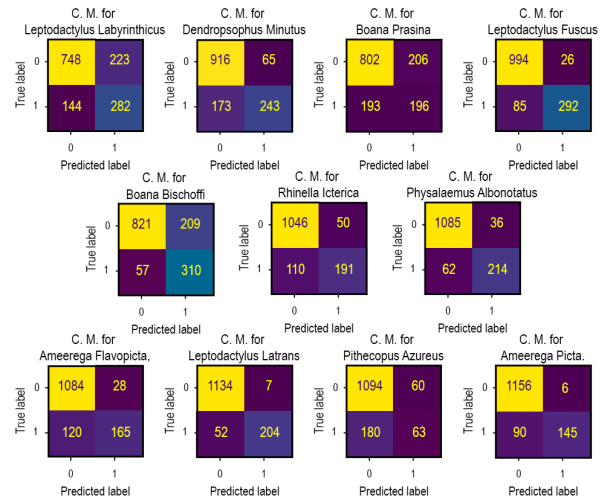 C. M. for
Leptodactylus Labyrinthicus
True label
0
748 223
1
144 282
0 1
Predicted label
C. M. for
Dendropsophus Minutus
True label
0
916 65
1
173 243
0 1
Predicted label
C. M. for
Boana Prasina
True label
0
802 206
1
193 196
0 1
Predicted label
C. M. for
Leptodactylus Fuscus
True label
0
994 26
1
85 292
0 1
Predicted label
C. M. for
Boana Bischoffi
True label
0
821 209
1
57 310
0 1
Predicted label
C. M. for
Rhinella Icterica
True label
0
1046 50
1
110 191
0 1
Predicted label
C. M. for
Physalaemus Albonotatus
True label
0
1085 36
1
62 214
0 1
Predicted label
C. M. for
Ameerega Flavopicta,
True label
0
1084 28
1
120 165
0 1
Predicted label
C. M. for
Leptodactylus Latrans
True label
0
1134 7
1
52 204
0 1
Predicted label
C. M. for
Pithecopus Azureus
True label
0
1094 60
1
180 63
0 1
Predicted label
C. M. for
Ameerega Picta.
True label
0
1156 6
1
90 145
0 1
Predicted label